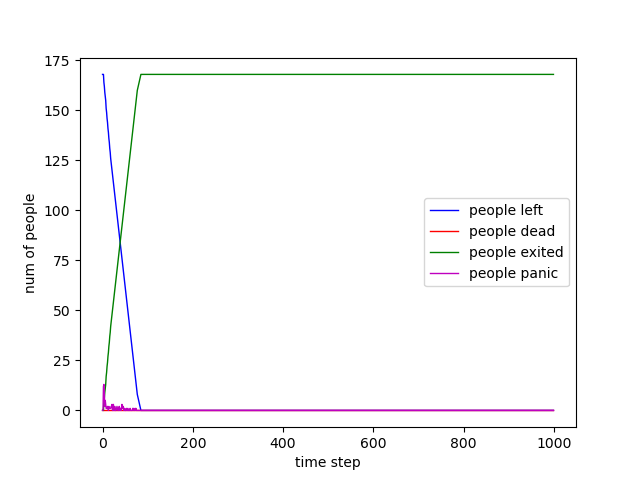 175
150
125
100
75
50
25
0
num of people
people left
people dead
people exited
people panic
0 200 400 600 800 1000
time step